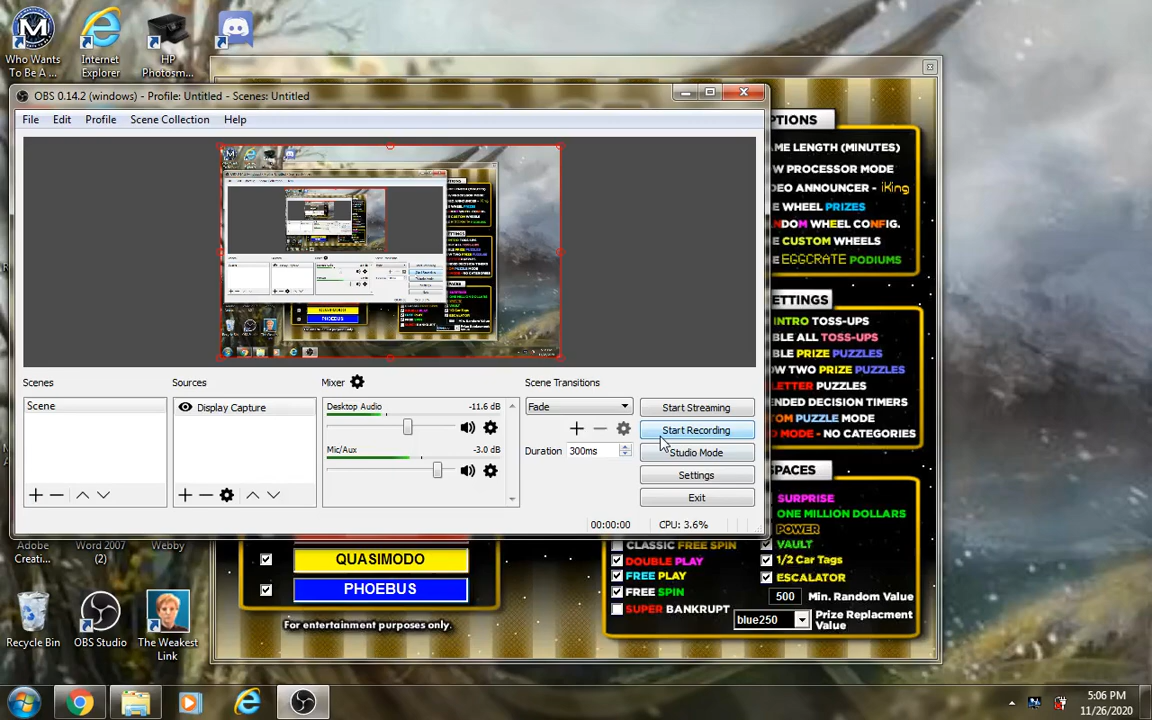 Who Wants
To Be A ...
Internet
Explorer
HP
Photosm...
OBS 0.14.2 (windows) - Profile: Untitled - Scenes: Untitled
File Edit Profile Scene Collection Help
Scenes
Scene
Sources
Display Capture
Mixer
Desktop Audio -11.6 dB
Mic/Aux -3.0 dB
Scene Transitions
Fade
Duration 300ms
Start Streaming
Start Recording
Studio Mode
Settings
Exit
00:00:00 CPU: 3.6%
PTIONS
ME LENGTH (MINUTES)
W PROCESSOR MODE
EO ANNOUNCER - iKing
E WHEEL PRIZES
NDOM WHEEL CONFIG.
E CUSTOM WHEELS
E EGGCRATE PODIUMS
ETTINGS
INTRO TOSS-UPS
BLE ALL TOSS-UPS
BLE PRIZE PUZZLES
OW TWO PRIZE PUZZLES
LETTER PUZZLES
NDED DECISION TIMERS
OM PUZZLE MODE
MODE - NO CATEGORIES
PACES
SURPRISE
ONE MILLION DOLLARS
POWER
CLASSIC FREE SPIN VAULT
DOUBLE PLAY 1/2 Car Tags
FREE PLAY ESCALATOR
FREE SPIN 500 Min. Random Value
SUPER BANKRUPT blue250 Prize Replacment
Value
QUASIMODO
PHOEBUS
For entertainment purposes only.
Adobe
Creati...
Word 2007
(2)
Webby
Recycle Bin
OBS Studio
The Weakest
Link
5:06 PM
11/26/2020